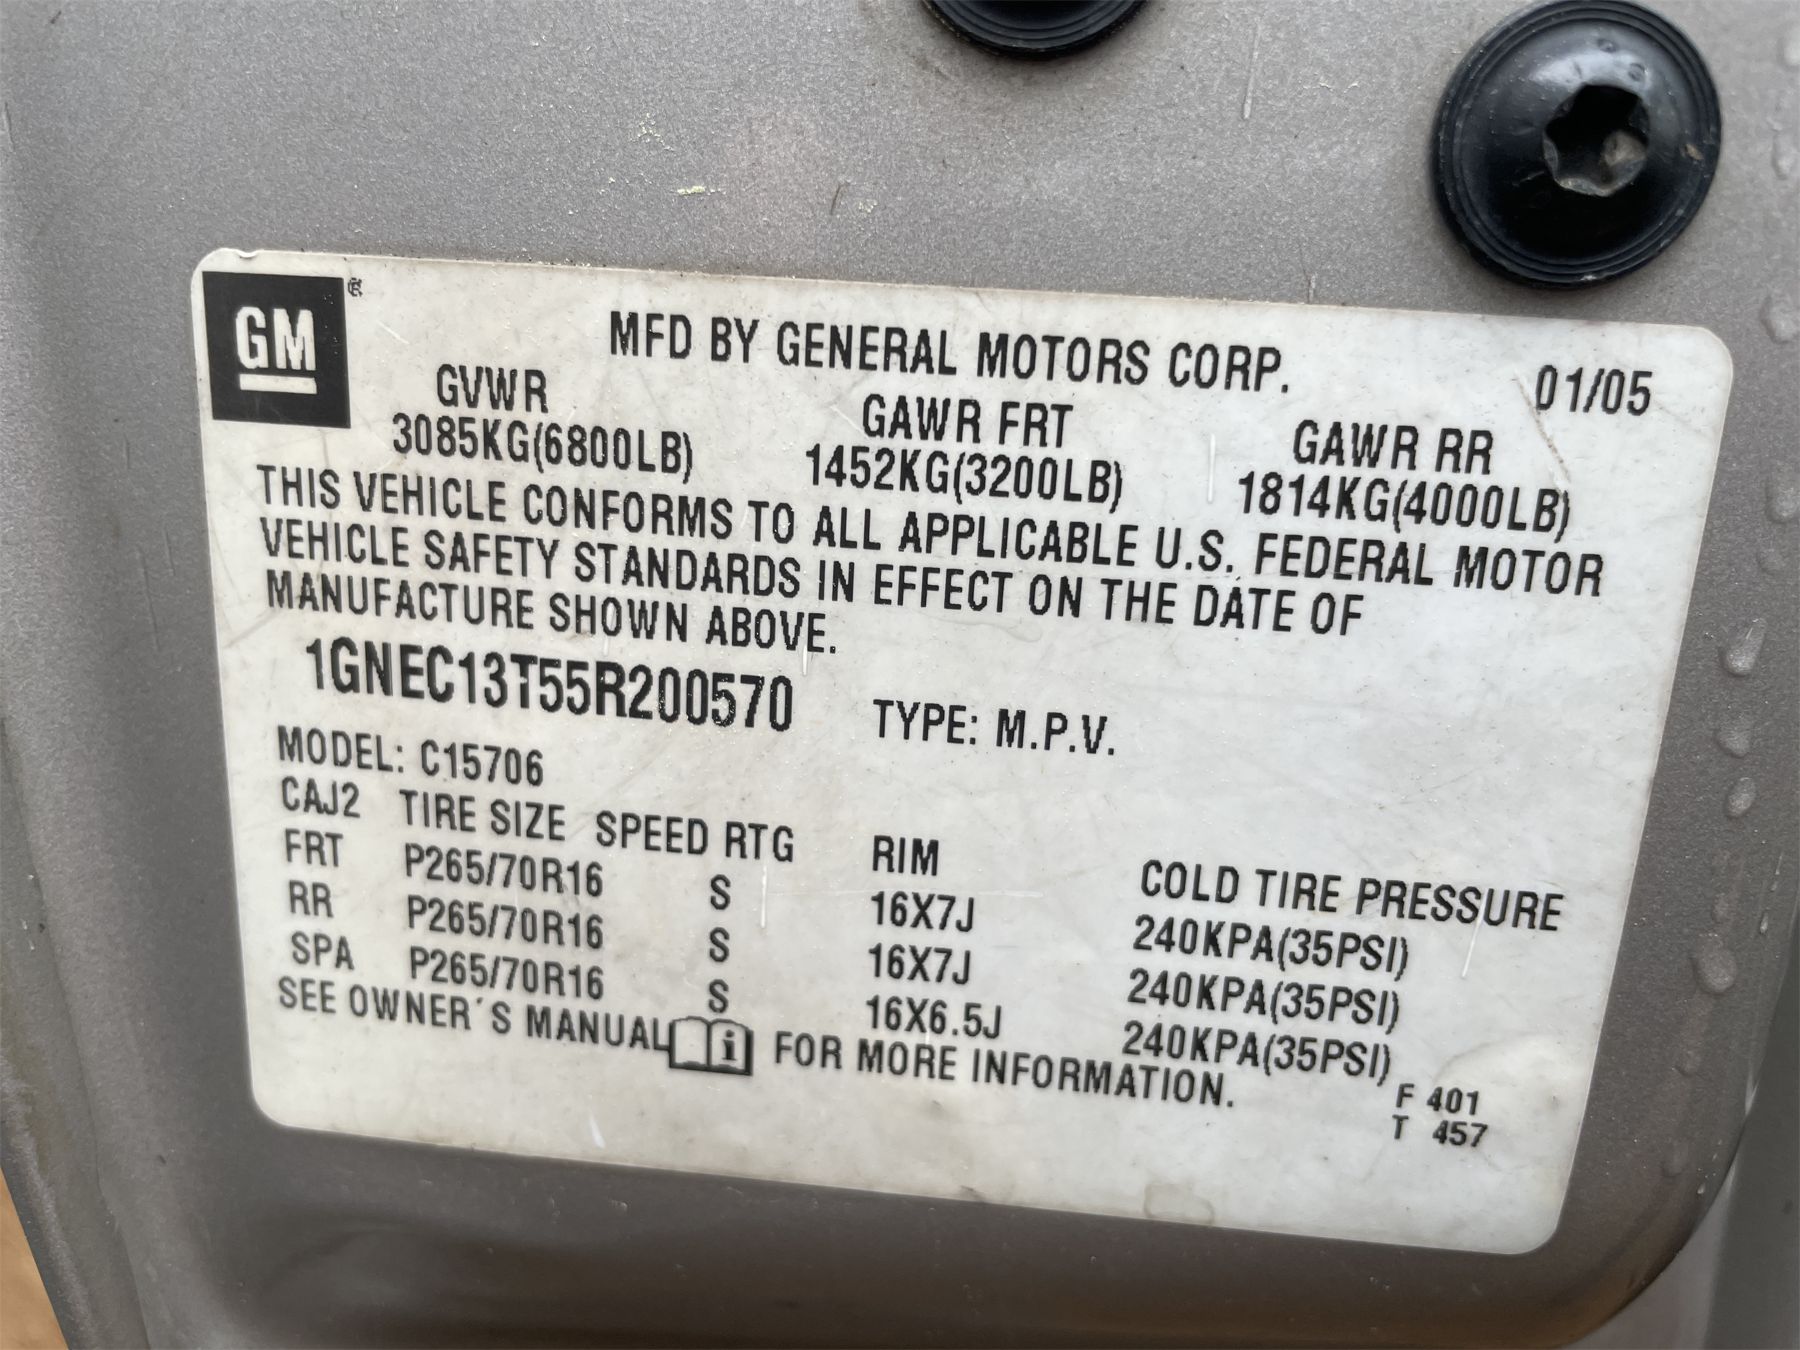 GM ®
MFD BY GENERAL MOTORS CORP. 01/05
GVWR GAWR FRT GAWR RR
3085KG(6800LB) 1452KG(3200LB) 1814KG(4000LB)
THIS VEHICLE CONFORMS TO ALL APPLICABLE U.S. FEDERAL MOTOR
VEHICLE SAFETY STANDARDS IN EFFECT ON THE DATE OF
MANUFACTURE SHOWN ABOVE.
1GNEC13T55R200570 TYPE: M.P.V.
MODEL: C15706
CAJ2 TIRE SIZE SPEED RTG RIM COLD TIRE PRESSURE
FRT P265/70R16 S 16X7J 240KPA(35PSI)
RR P265/70R16 S 16X7J 240KPA(35PSI)
SPA P265/70R16 S 16X6.5J 240KPA(35PSI)
SEE OWNER´S MANUAL i FOR MORE INFORMATION.
F 401
T 457